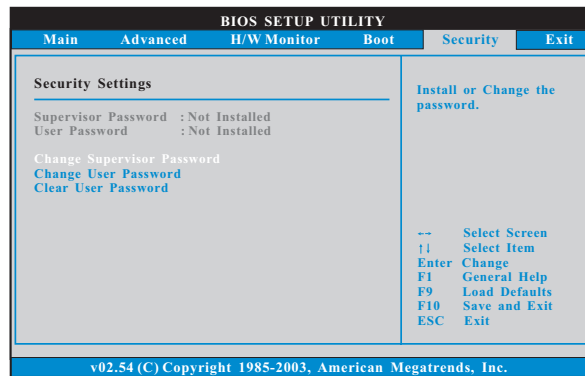 BIOS SETUP UTILITY
Main Advanced H/W Monitor Boot Security Exit
Security Settings
Supervisor Password : Not Installed
User Password : Not Installed
Change Supervisor Password
Change User Password
Clear User Password
Install or Change the
password.
←→ Select Screen
↑↓ Select Item
Enter Change
F1 General Help
F9 Load Defaults
F10 Save and Exit
ESC Exit
v02.54 (C) Copyright 1985-2003, American Megatrends, Inc.